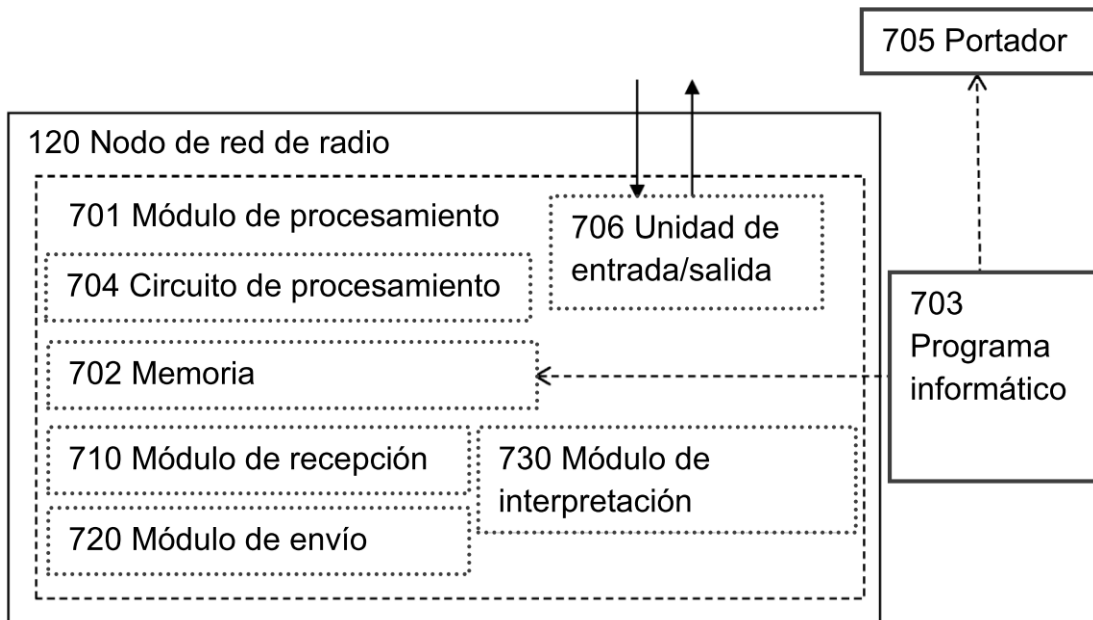 705 Portador
120 Nodo de red de radio
701 Módulo de procesamiento
706 Unidad de
entrada/salida
704 Circuito de procesamiento
703
Programa
informático
702 Memoria
710 Módulo de recepción
730 Módulo de
interpretación
720 Módulo de envío